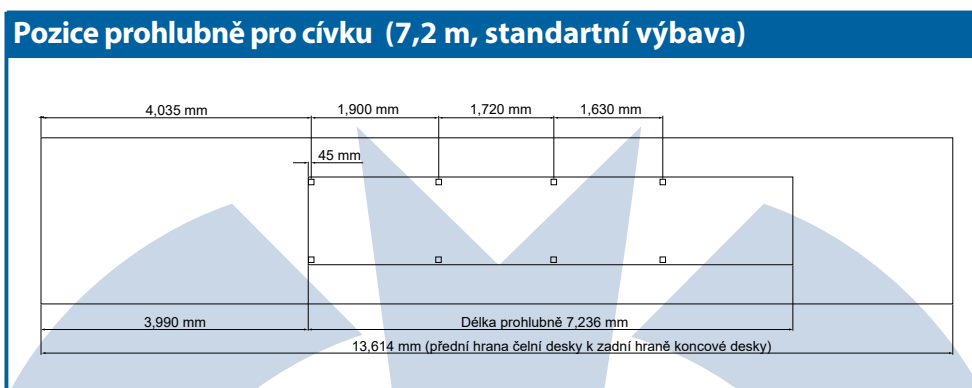 Pozice prohlubně pro cívku (7,2 m, standartní výbava)
4,035 mm 1,900 mm 1,720 mm 1,630 mm
45 mm
3,990 mm Délka prohlubně 7,236 mm
13,614 mm (přední hrana čelní desky k zadní hraně koncové desky)